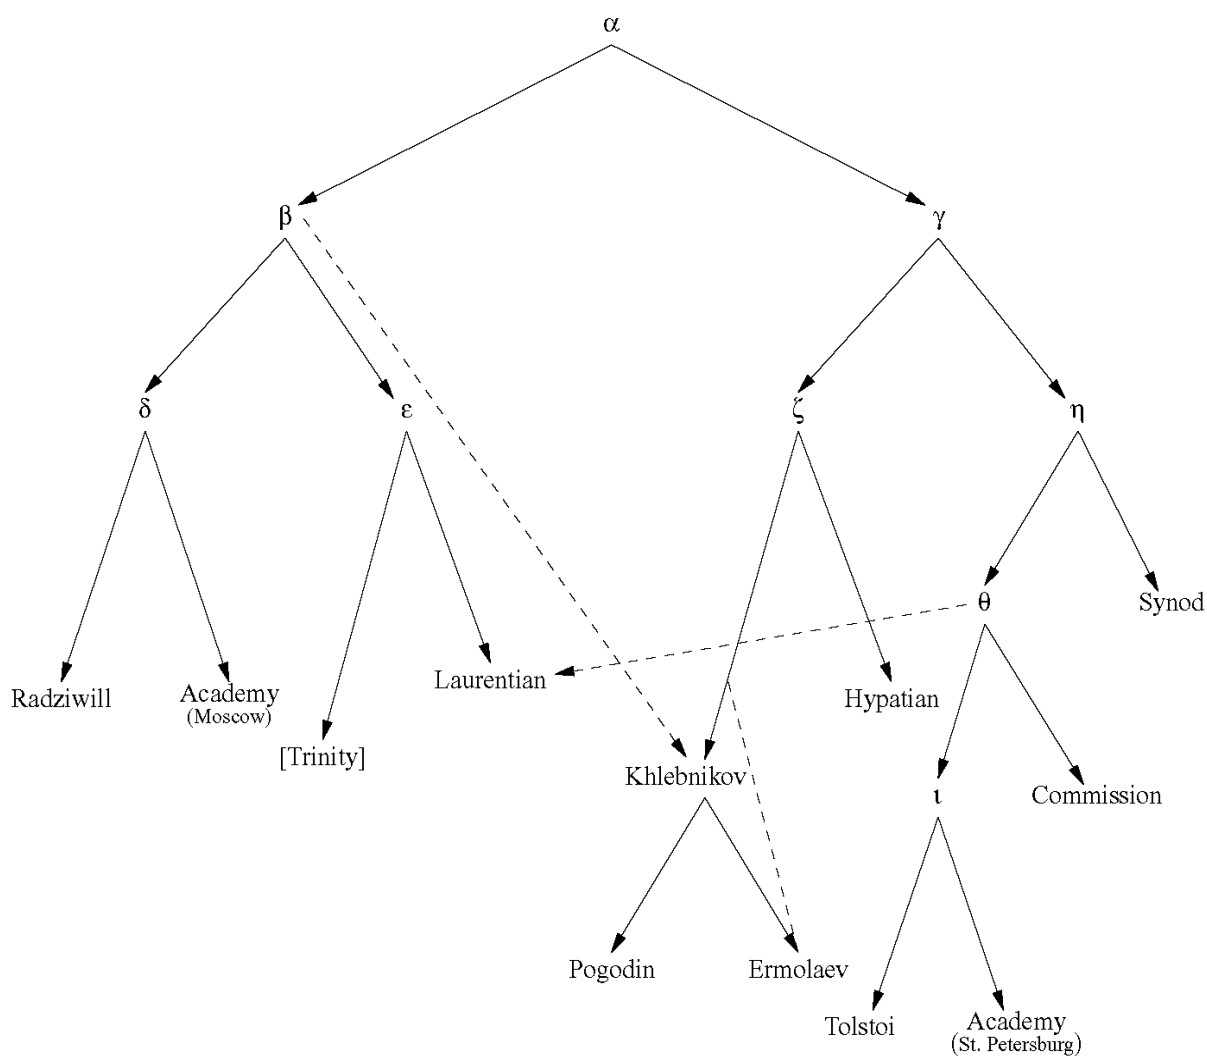 α
β
γ
δ
ε
ζ
η
θ
Synod
Radziwill
Academy
(Moscow)
Laurentian
Hypatian
[Trinity]
Khlebnikov
ι
Commission
Pogodin
Ermolaev
Tolstoi
Academy
(St. Petersburg)